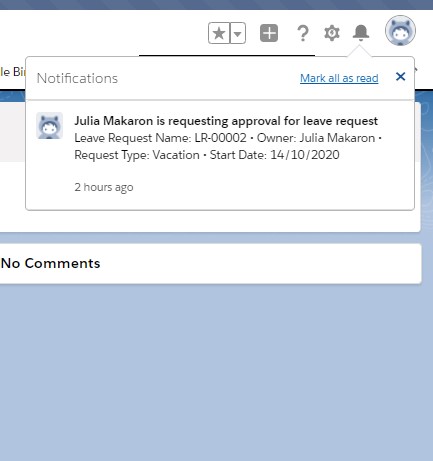 le Bi
Notifications Mark all as read
Julia Makaron is requesting approval for leave request
Leave Request Name: LR-00002 • Owner: Julia Makaron •
Request Type: Vacation • Start Date: 14/10/2020
2 hours ago
No Comments